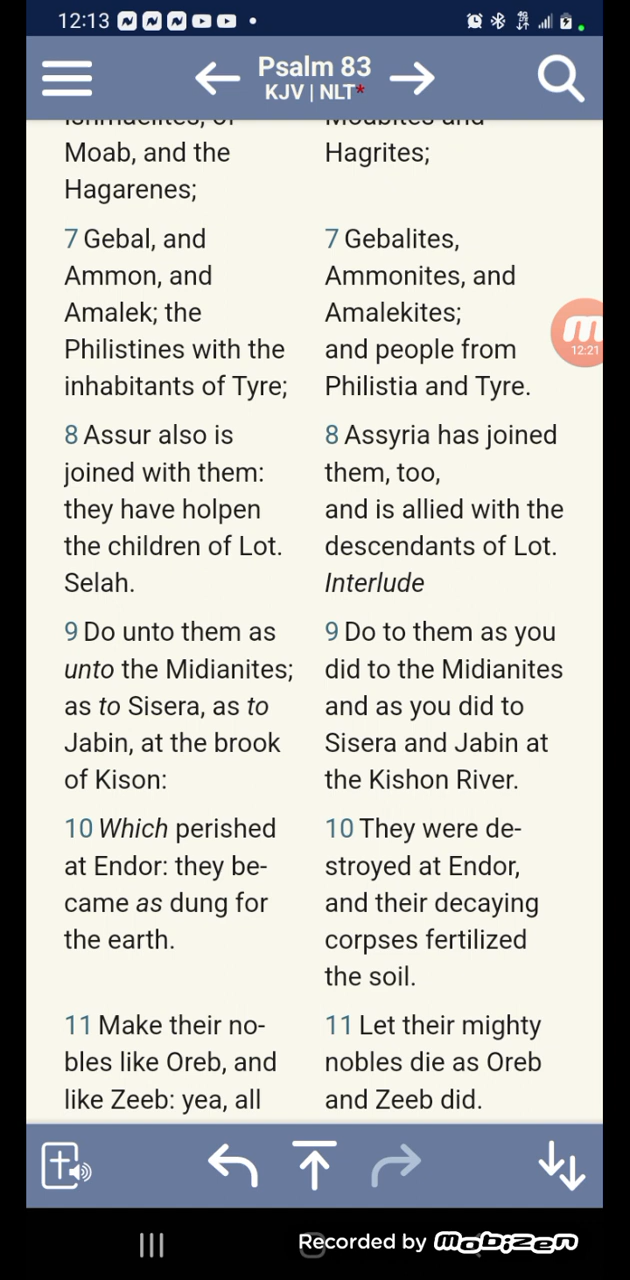 12:13
Psalm 83
KJV | NLT*
Ishmaelites; of
Moab, and the
Hagarenes;
7 Gebal, and
Ammon, and
Amalek; the
Philistines with the
inhabitants of Tyre;
8 Assur also is
joined with them:
they have holpen
the children of Lot.
Selah.
9 Do unto them as
unto the Midianites;
as to Sisera, as to
Jabin, at the brook
of Kison:
10 Which perished
at Endor: they be-
came as dung for
the earth.
11 Make their no-
bles like Oreb, and
like Zeeb: yea, all
Moabites and
Hagrites;
7 Gebalites,
Ammonites, and
Amalekites;
and people from
Philistia and Tyre.
8 Assyria has joined
them, too,
and is allied with the
descendants of Lot.
Interlude
9 Do to them as you
did to the Midianites
and as you did to
Sisera and Jabin at
the Kishon River.
10 They were de-
stroyed at Endor,
and their decaying
corpses fertilized
the soil.
11 Let their mighty
nobles die as Oreb
and Zeeb did.
m
12:21
Recorded by mobizen